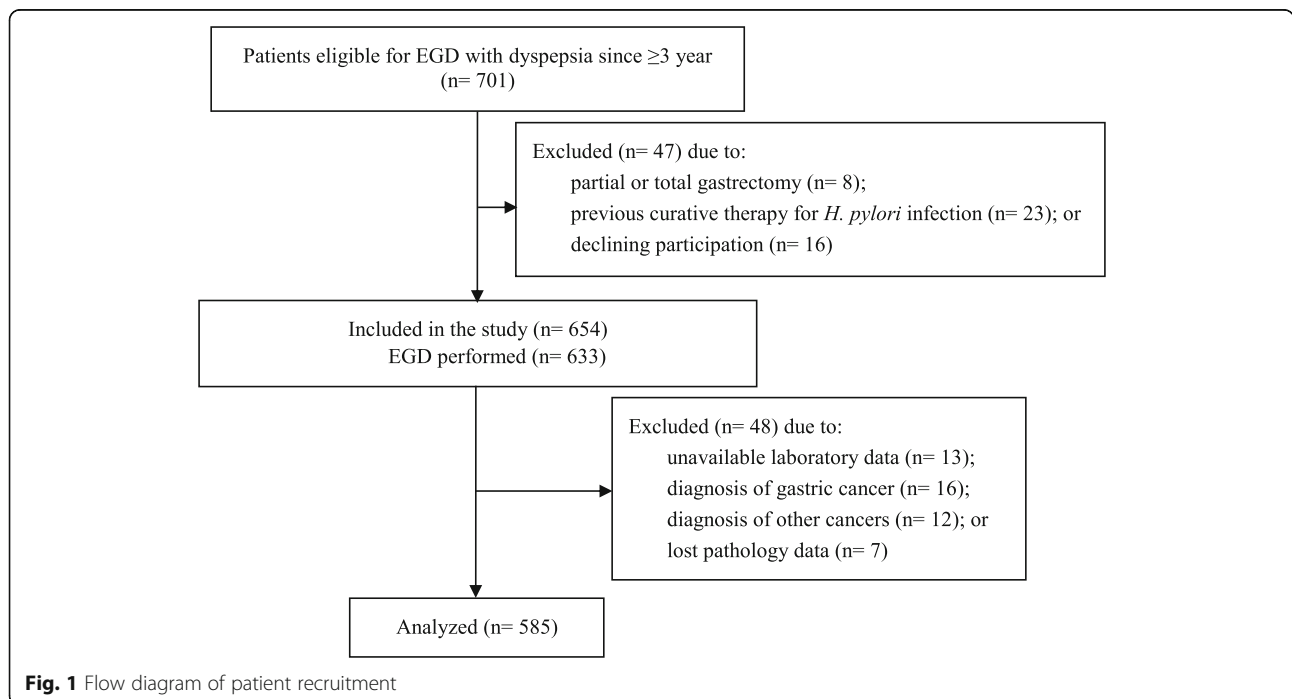 Patients eligible for EGD with dyspepsia since ≥3 year
(n= 701)
Excluded (n= 47) due to:
partial or total gastrectomy (n= 8);
previous curative therapy for H. pylori infection (n= 23); or
declining participation (n= 16)
Included in the study (n= 654)
EGD performed (n= 633)
Excluded (n= 48) due to:
unavailable laboratory data (n= 13);
diagnosis of gastric cancer (n= 16);
diagnosis of other cancers (n= 12); or
lost pathology data (n= 7)
Analyzed (n= 585)
Fig. 1 Flow diagram of patient recruitment